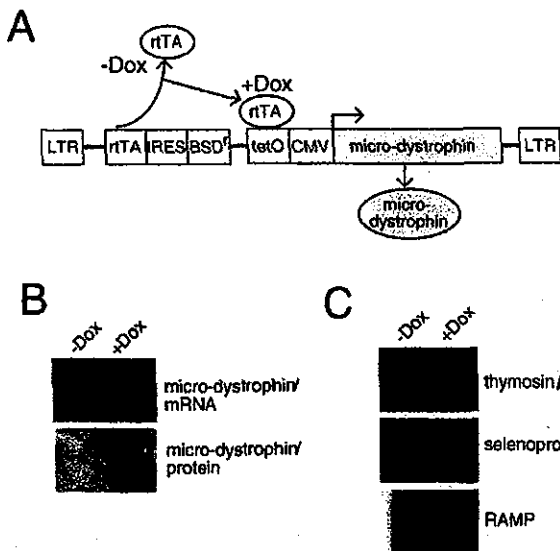 A
rtTA
-Dox
+Dox
rtTA
LTR rtTA IRES BSDr tetO CMV micro-dystrophin LTR
micro-
dystrophin
B
-Dox +Dox
micro-dystrophin/
mRNA
micro-dystrophin/
protein
C
-Dox +Dox
thymosin/
selenopro
RAMP